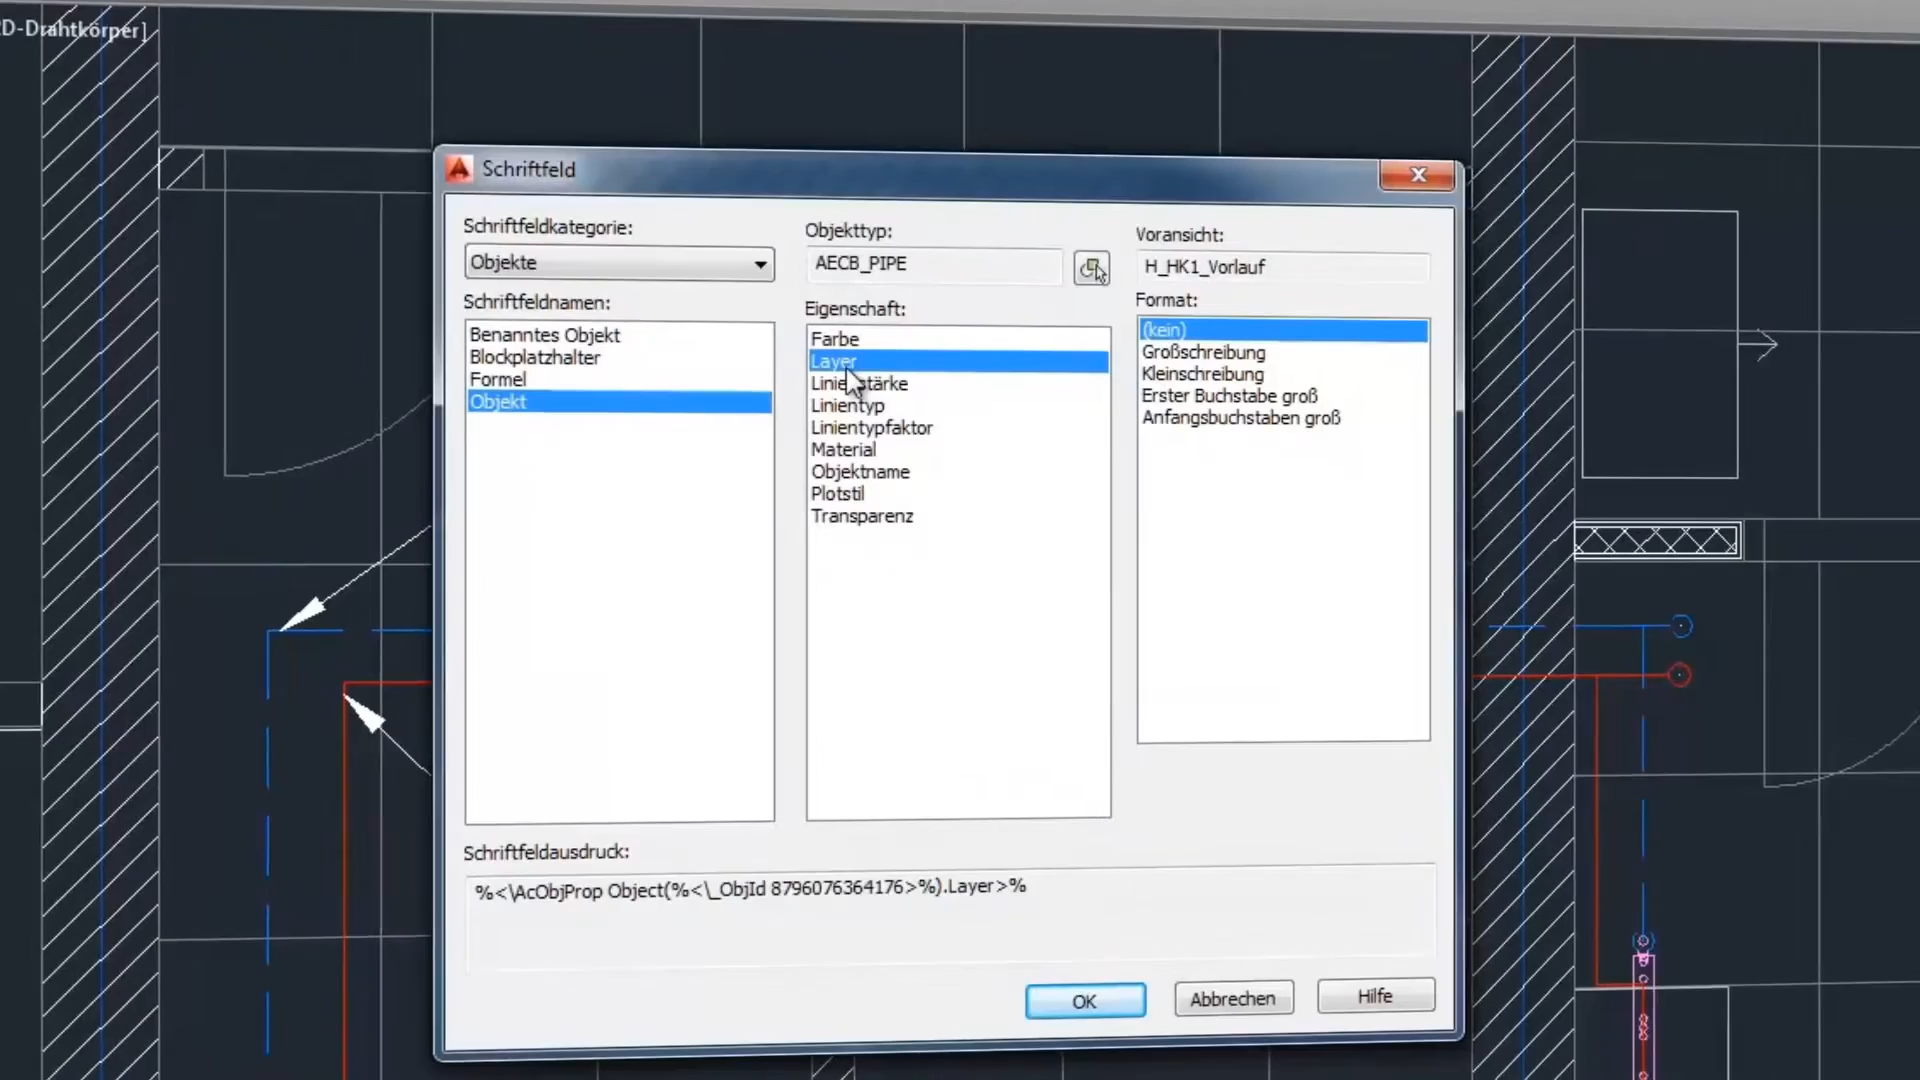 2D-Drahtkörper]
Schriftfeld
Schriftfeldkategorie:
Objekte
Schriftfeldnamen:
Benanntes Objekt
Blockplatzhalter
Formel
Objekt
Objekttyp:
AECB_PIPE
Eigenschaft:
Farbe
Layer
Linienstärke
Linientyp
Linientypfaktor
Material
Objektname
Plotstil
Transparenz
Voransicht:
H_HK1_Vorlauf
Format:
(kein)
Großschreibung
Kleinschreibung
Erster Buchstabe groß
Anfangsbuchstaben groß
Schriftfeldausdruck:
%<\AcObjProp Object(%<\_ObjId 8796076364176>%).Layer>%
OK
Abbrechen
Hilfe